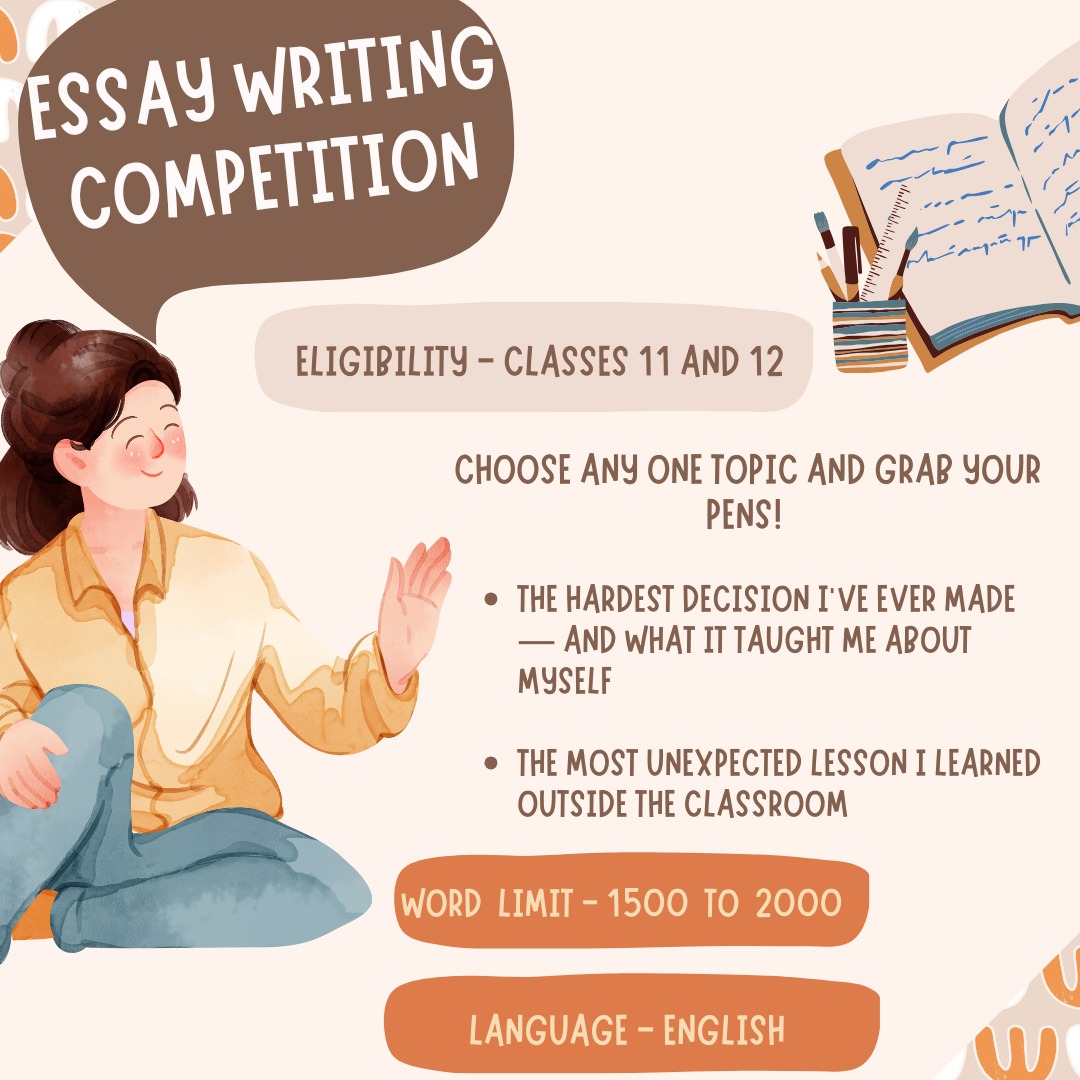 ESSAY WRITING
COMPETITION
ELIGIBILITY - CLASSES 11 AND 12
CHOOSE ANY ONE TOPIC AND GRAB YOUR
PENS!
• THE HARDEST DECISION I'VE EVER MADE
— AND WHAT IT TAUGHT ME ABOUT
MYSELF
• THE MOST UNEXPECTED LESSON I LEARNED
OUTSIDE THE CLASSROOM
WORD LIMIT - 1500 TO 2000
LANGUAGE - ENGLISH